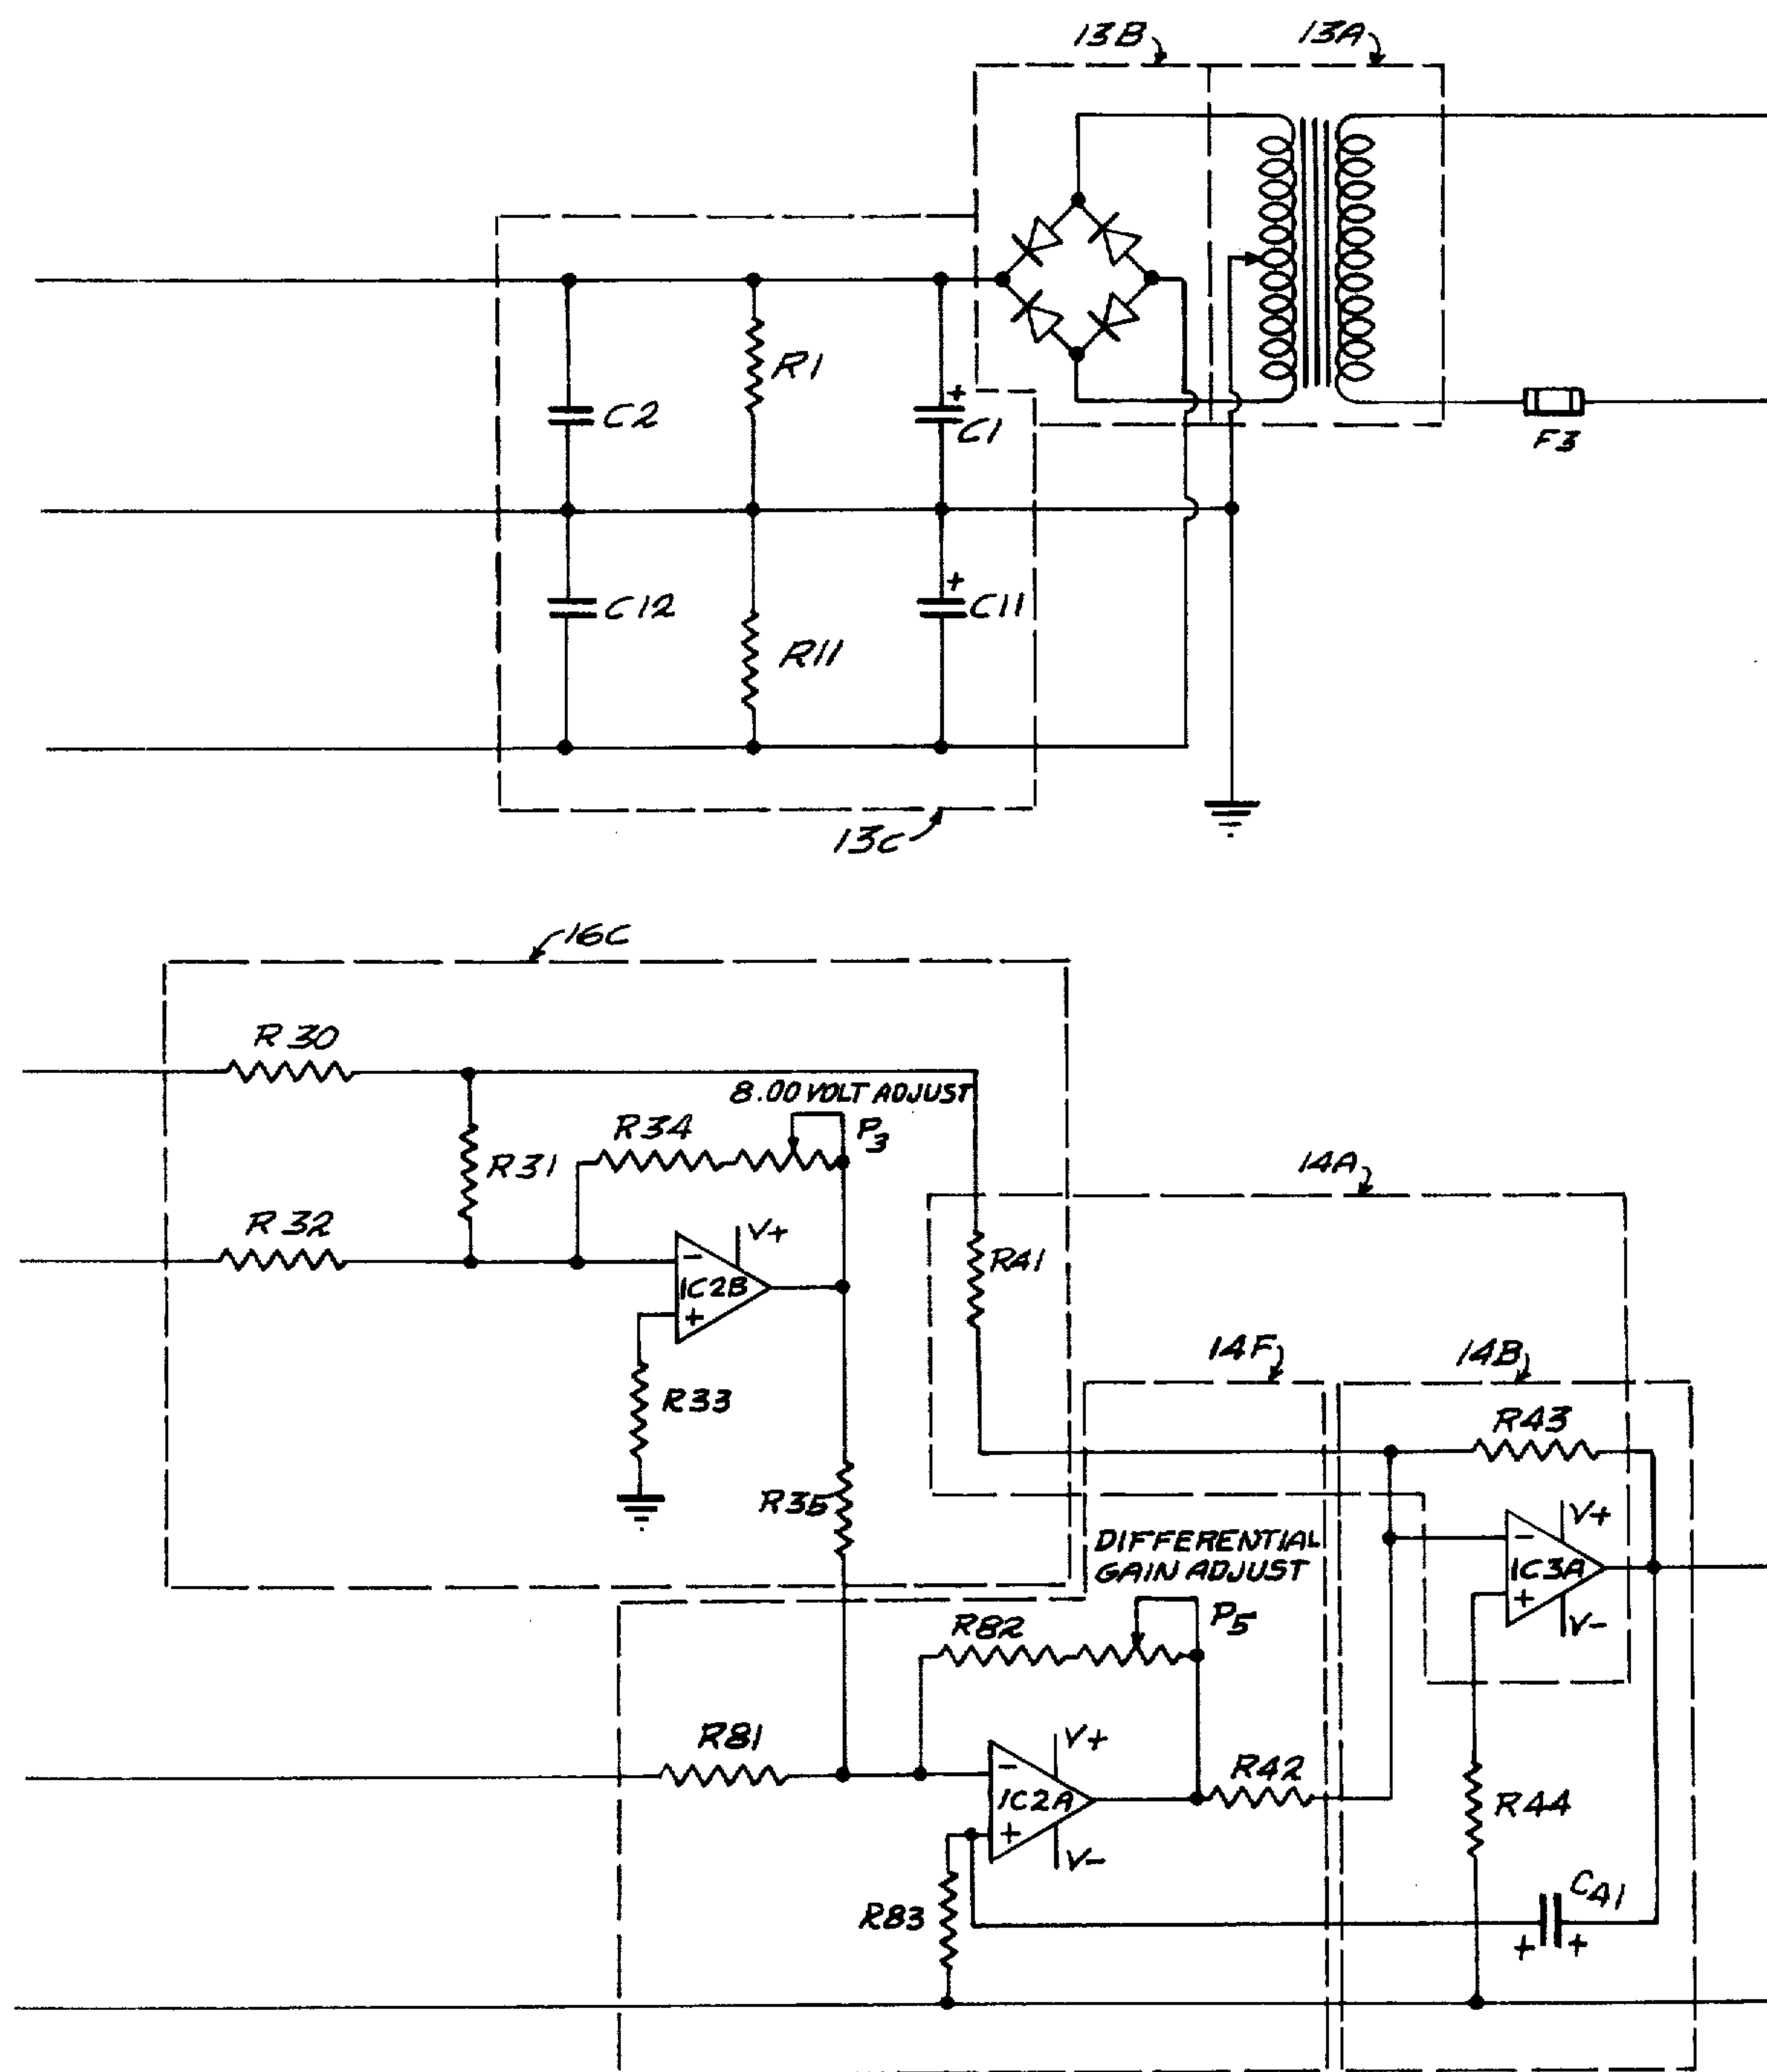 13B
13A
R1
C2
C1
F3
C12
R11
C11
13C
16C
R30
8.00 VOLT ADJUST
P3
R34
R31
14A
R32
V+
R41
-
IC2B
+
14F
14B
R33
R43
R35
V+
DIFFERENTIAL
GAIN ADJUST
-
IC3A
+
P5
V-
R82
R81
V+
-
R42
IC2A
R44
+
V-
C41
R83
+ +